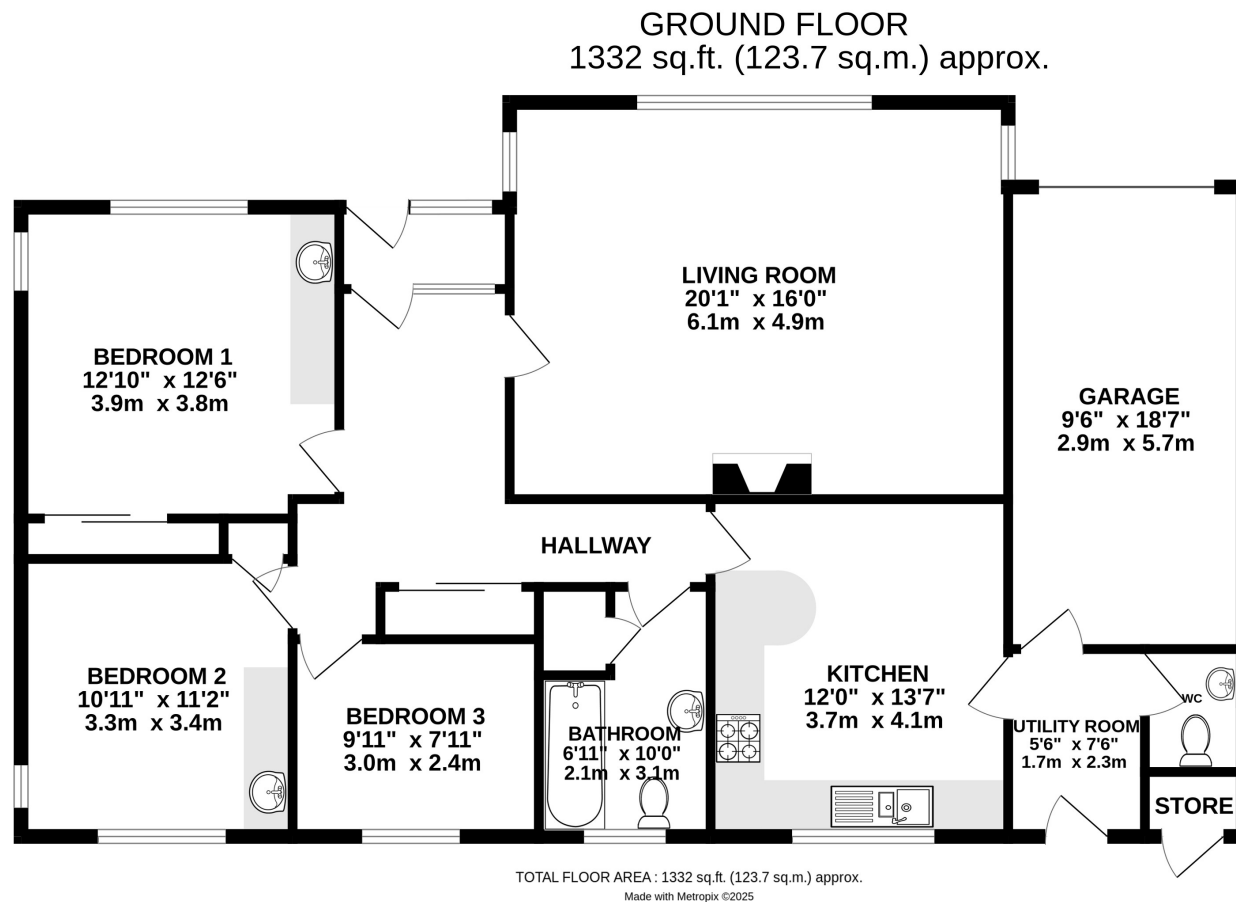 GROUND FLOOR
1332 sq.ft. (123.7 sq.m.) approx.
LIVING ROOM
20'1" x 16'0"
6.1m x 4.9m
BEDROOM 1
12'10" x 12'6"
3.9m x 3.8m
GARAGE
9'6" x 18'7"
2.9m x 5.7m
HALLWAY
BEDROOM 2
10'11" x 11'2"
3.3m x 3.4m
BEDROOM 3
9'11" x 7'11"
3.0m x 2.4m
BATHROOM
6'11" x 10'0"
2.1m x 3.1m
KITCHEN
12'0" x 13'7"
3.7m x 4.1m
UTILITY ROOM
5'6" x 7'6"
1.7m x 2.3m
WC
STORE
TOTAL FLOOR AREA : 1332 sq.ft. (123.7 sq.m.) approx.
Made with Metropix ©2025